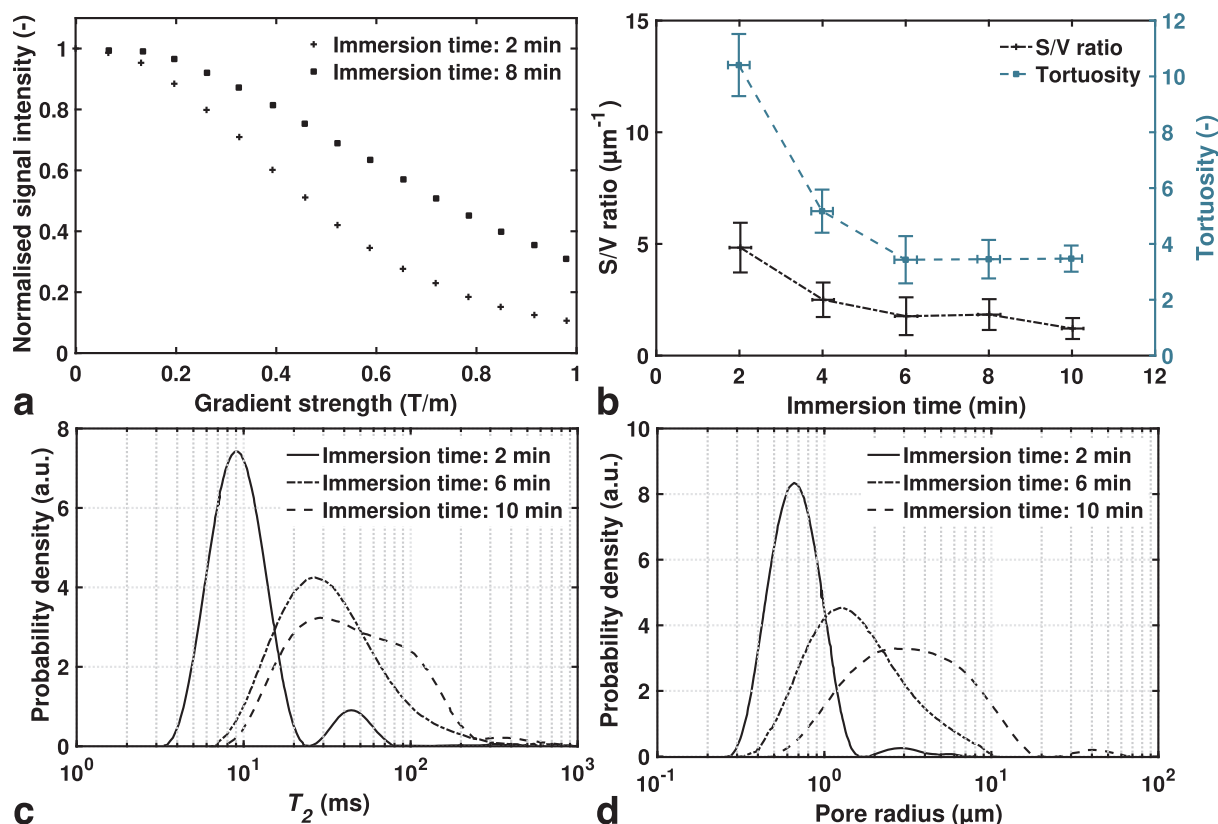 Normalised signal intensity (-)
1
0.8
0.6
0.4
0.2
0
Immersion time: 2 min
Immersion time: 8 min
0 0.2 0.4 0.6 0.8 1
Gradient strength (T/m)
a
S/V ratio (µm⁻¹)
15
10
5
0
S/V ratio
Tortuosity
12
10
8
6
4
2
0
Tortuosity (-)
0 2 4 6 8 10 12
Immersion time (min)
b
Probability density (a.u.)
8
6
4
2
0
Immersion time: 2 min
Immersion time: 6 min
Immersion time: 10 min
10⁰ 10¹ 10² 10³
T₂ (ms)
c
Probability density (a.u.)
10
8
6
4
2
0
Immersion time: 2 min
Immersion time: 6 min
Immersion time: 10 min
10⁻¹ 10⁰ 10¹ 10²
Pore radius (µm)
d